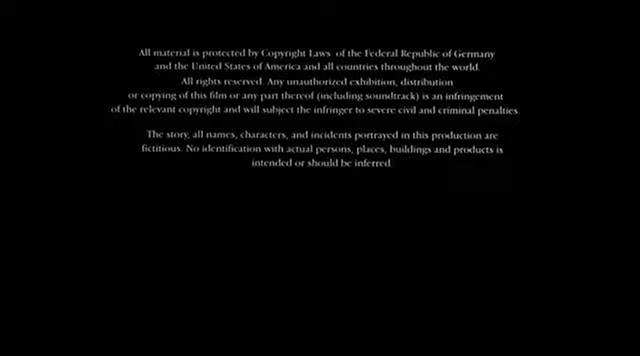 All material is protected by Copyright Laws of the Federal Republic of Germany
and the United States of America and all countries throughout the world.
All rights reserved. Any unauthorized exhibition, distribution
or copying of this film or any part thereof (including soundtrack) is an infringement
of the relevant copyright and will subject the infringer to severe civil and criminal penalties.
The story, all names, characters, and incidents portrayed in this production are
fictitious. No identification with actual persons, places, buildings and products is
intended or should be inferred.